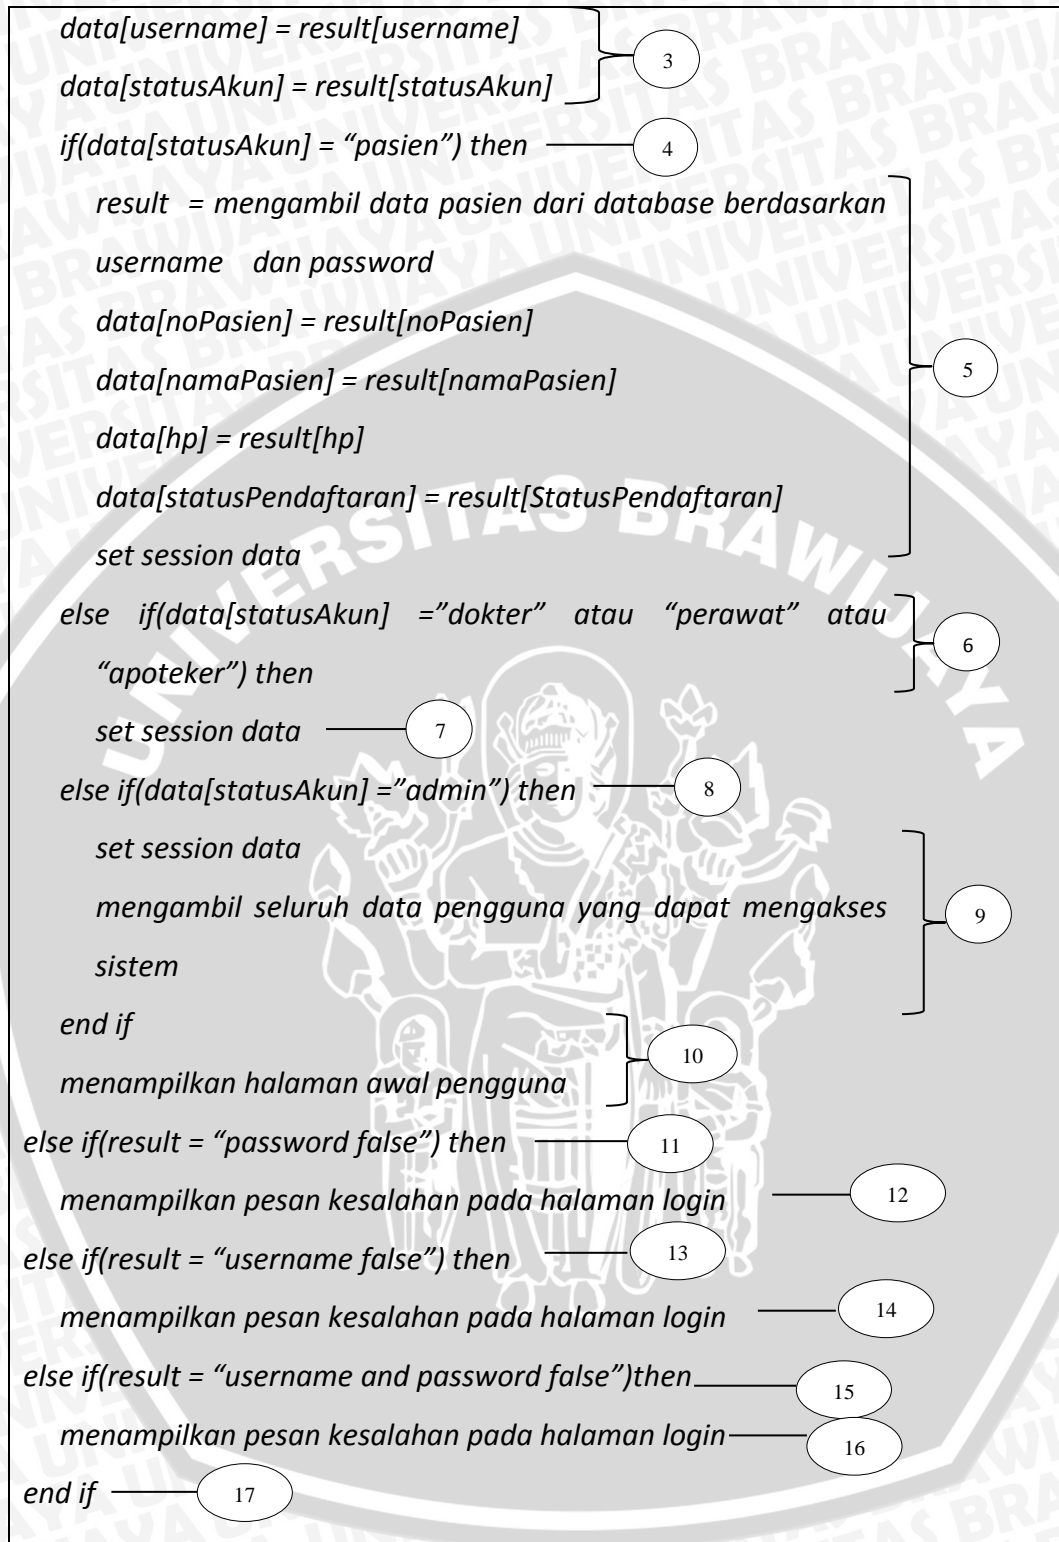 data[username] = result[username]
3
data[statusAkun] = result[statusAkun]
if(data[statusAkun] = “pasien”) then
4
result = mengambil data pasien dari database berdasarkan
username dan password
data[noPasien] = result[noPasien]
data[namaPasien] = result[namaPasien]
5
data[hp] = result[hp]
data[statusPendaftaran] = result[StatusPendaftaran]
set session data
else if(data[statusAkun] =”dokter” atau “perawat” atau
6
“apoteker”) then
set session data
7
else if(data[statusAkun] =”admin”) then
8
set session data
mengambil seluruh data pengguna yang dapat mengakses
9
sistem
end if
10
menampilkan halaman awal pengguna
else if(result = “password false”) then
11
menampilkan pesan kesalahan pada halaman login
12
else if(result = “username false”) then
13
menampilkan pesan kesalahan pada halaman login
14
else if(result = “username and password false”)then
15
menampilkan pesan kesalahan pada halaman login
16
end if
17
UNIVERSITAS BRAWIJAYA